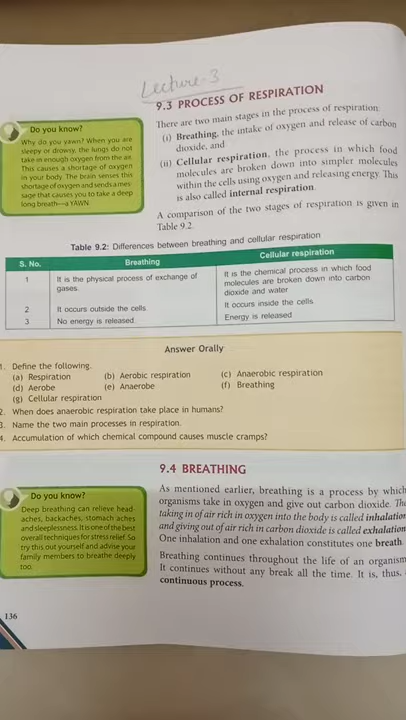 Lecture-3
9.3 PROCESS OF RESPIRATION
There are two main stages in the process of respiration:
(i) Breathing, the intake of oxygen and release of carbon
dioxide, and
(ii) Cellular respiration, the process in which food
molecules are broken down into simpler molecules
within the cells using oxygen and releasing energy. This
is also called internal respiration.
A comparison of the two stages of respiration is given in
Table 9.2.
Do you know?
Why do you yawn? When you are
sleepy or drowsy, the lungs do not
take in enough oxygen from the air.
This causes a shortage of oxygen
in your body. The brain senses this
shortage of oxygen and sends a mes-
sage that causes you to take a deep
long breath—a YAWN.
Table 9.2: Differences between breathing and cellular respiration
S. No. Breathing Cellular respiration
1 It is the physical process of exchange of
gases.
It is the chemical process in which food
molecules are broken down into carbon
dioxide and water
2 It occurs outside the cells. It occurs inside the cells
3 No energy is released. Energy is released
Answer Orally
1. Define the following.
(a) Respiration (b) Aerobic respiration (c) Anaerobic respiration
(d) Aerobe (e) Anaerobe (f) Breathing
(g) Cellular respiration
2. When does anaerobic respiration take place in humans?
3. Name the two main processes in respiration.
4. Accumulation of which chemical compound causes muscle cramps?
9.4 BREATHING
As mentioned earlier, breathing is a process by which
organisms take in oxygen and give out carbon dioxide. The
taking in of air rich in oxygen into the body is called inhalation
and giving out of air rich in carbon dioxide is called exhalation.
One inhalation and one exhalation constitutes one breath.
Breathing continues throughout the life of an organism.
It continues without any break all the time. It is, thus,
continuous process.
Do you know?
Deep breathing can relieve head-
aches, backaches, stomach aches
and sleeplessness. It is one of the best
overall techniques for stress relief. So
try this out yourself and advise your
family members to breathe deeply
too.
136